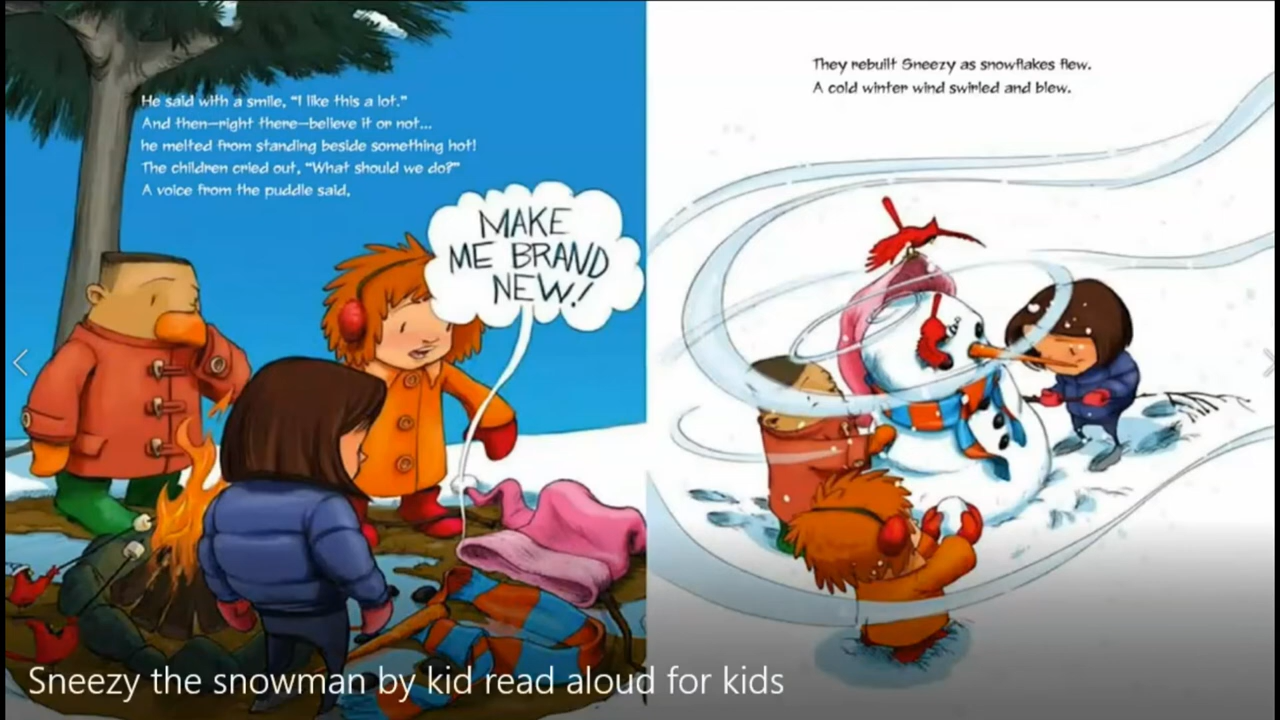 He said with a smile, "I like this a lot."
And then—right there—believe it or not...
he melted from standing beside something hot!
The children cried out, "What should we do?"
A voice from the puddle said,
MAKE
ME BRAND
NEW!
They rebuilt Sneezy as snowflakes flew.
A cold winter wind swirled and blew.
Sneezy the snowman by kid read aloud for kids